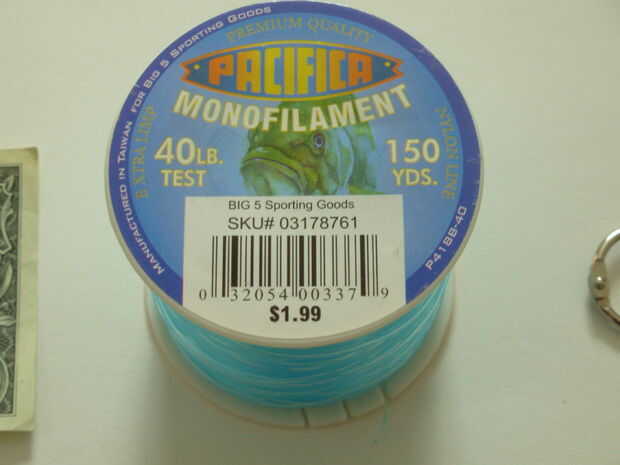 MANUFACTURED IN TAIWAN FOR BIG 5 SPORTING GOODS
PREMIUM QUALITY
PACIFICA
MONOFILAMENT
EXTRA LIMP
NYLON LINE
40LB. TEST
150 YDS.
P41BB-40
BIG 5 Sporting Goods
SKU# 03178761
0 32054 00337 9
$1.99